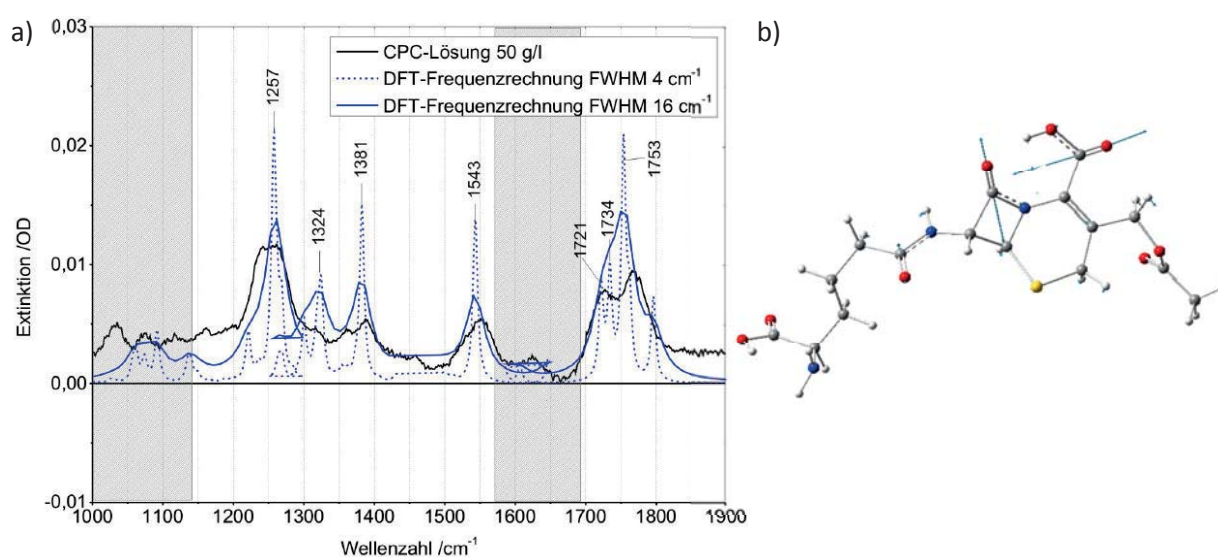 a)
b)
0,03
0,02
0,01
0,00
-0,01
Extinktion /OD
CPC-Lösung 50 g/l
DFT-Frequenzrechnung FWHM 4 cm⁻¹
DFT-Frequenzrechnung FWHM 16 cm⁻¹
1257
1324
1381
1543
1721
1734
1753
1000 1100 1200 1300 1400 1500 1600 1700 1800 1900
Wellenzahl /cm⁻¹